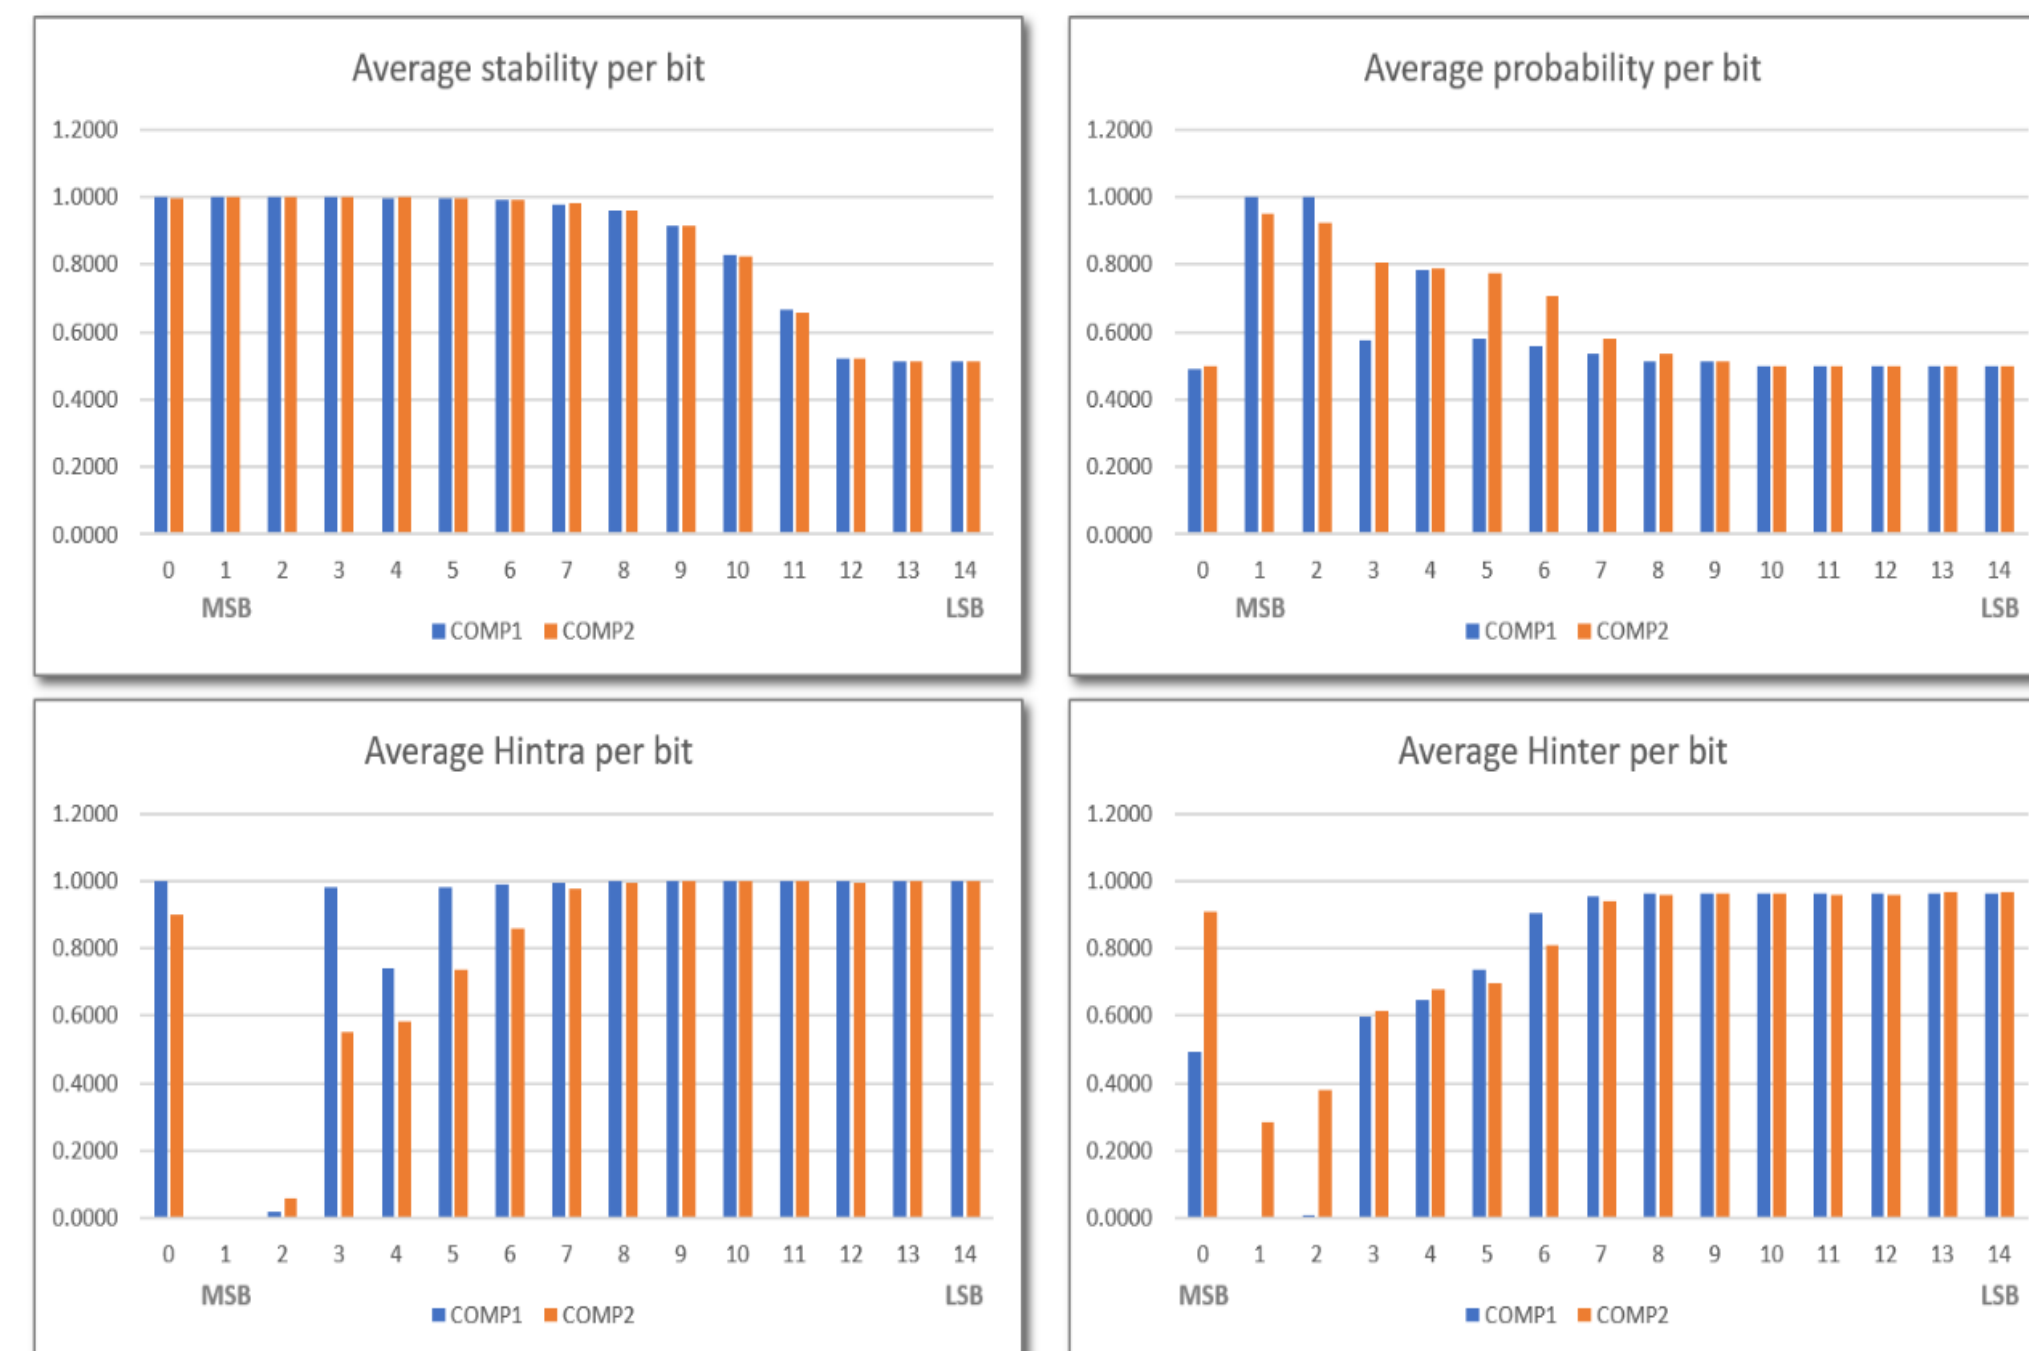 Average stability per bit
1.2000
1.0000
0.8000
0.6000
0.4000
0.2000
0.0000
0 1 2 3 4 5 6 7 8 9 10 11 12 13 14
MSB LSB
COMP1 COMP2
Average probability per bit
1.2000
1.0000
0.8000
0.6000
0.4000
0.2000
0.0000
0 1 2 3 4 5 6 7 8 9 10 11 12 13 14
MSB LSB
COMP1 COMP2
Average Hintra per bit
1.2000
1.0000
0.8000
0.6000
0.4000
0.2000
0.0000
0 1 2 3 4 5 6 7 8 9 10 11 12 13 14
MSB LSB
COMP1 COMP2
Average Hinter per bit
1.2000
1.0000
0.8000
0.6000
0.4000
0.2000
0.0000
0 1 2 3 4 5 6 7 8 9 10 11 12 13 14
MSB LSB
COMP1 COMP2